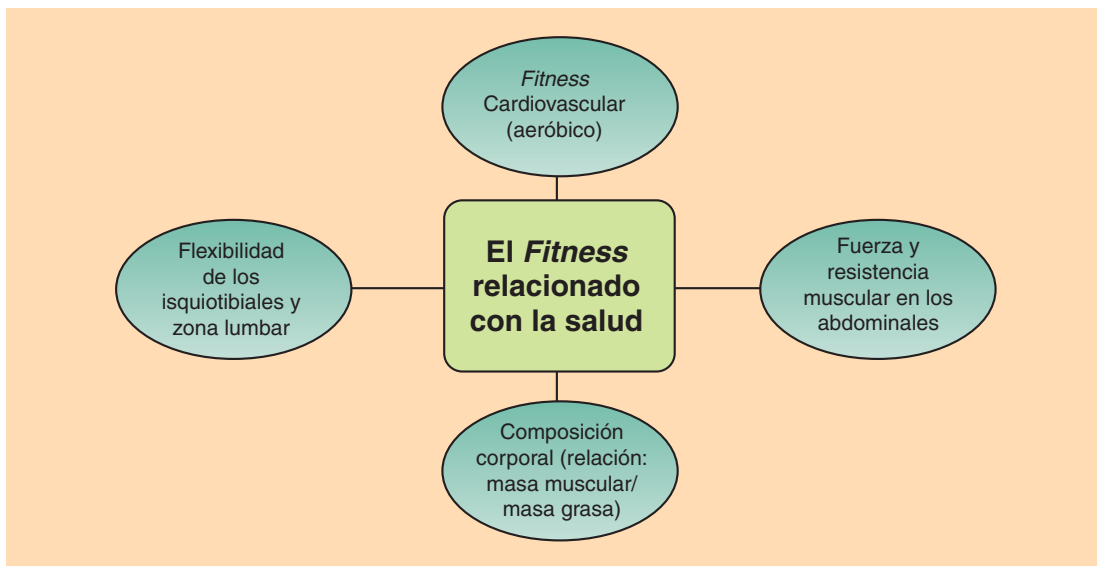 Fitness
Cardiovascular
(aeróbico)
Flexibilidad
de los
isquiotibiales y
zona lumbar
El Fitness
relacionado
con la salud
Fuerza y
resistencia
muscular en los
abdominales
Composición
corporal (relación:
masa muscular/
masa grasa)